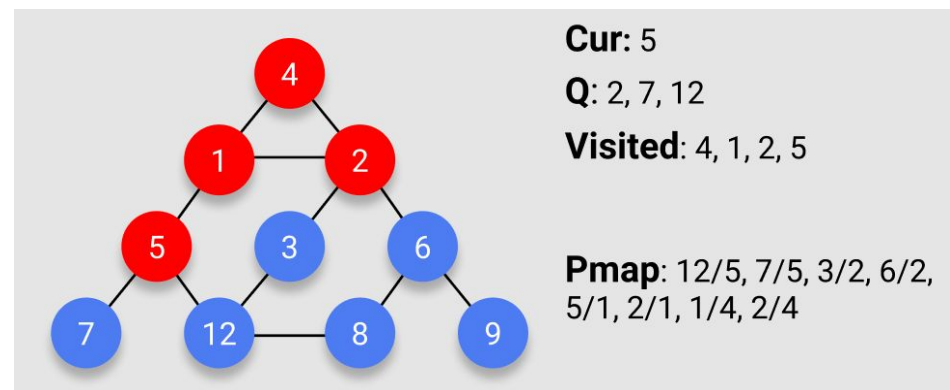 4
1 2
5 3 6
7 12 8 9
Cur: 5
Q: 2, 7, 12
Visited: 4, 1, 2, 5
Pmap: 12/5, 7/5, 3/2, 6/2,
5/1, 2/1, 1/4, 2/4